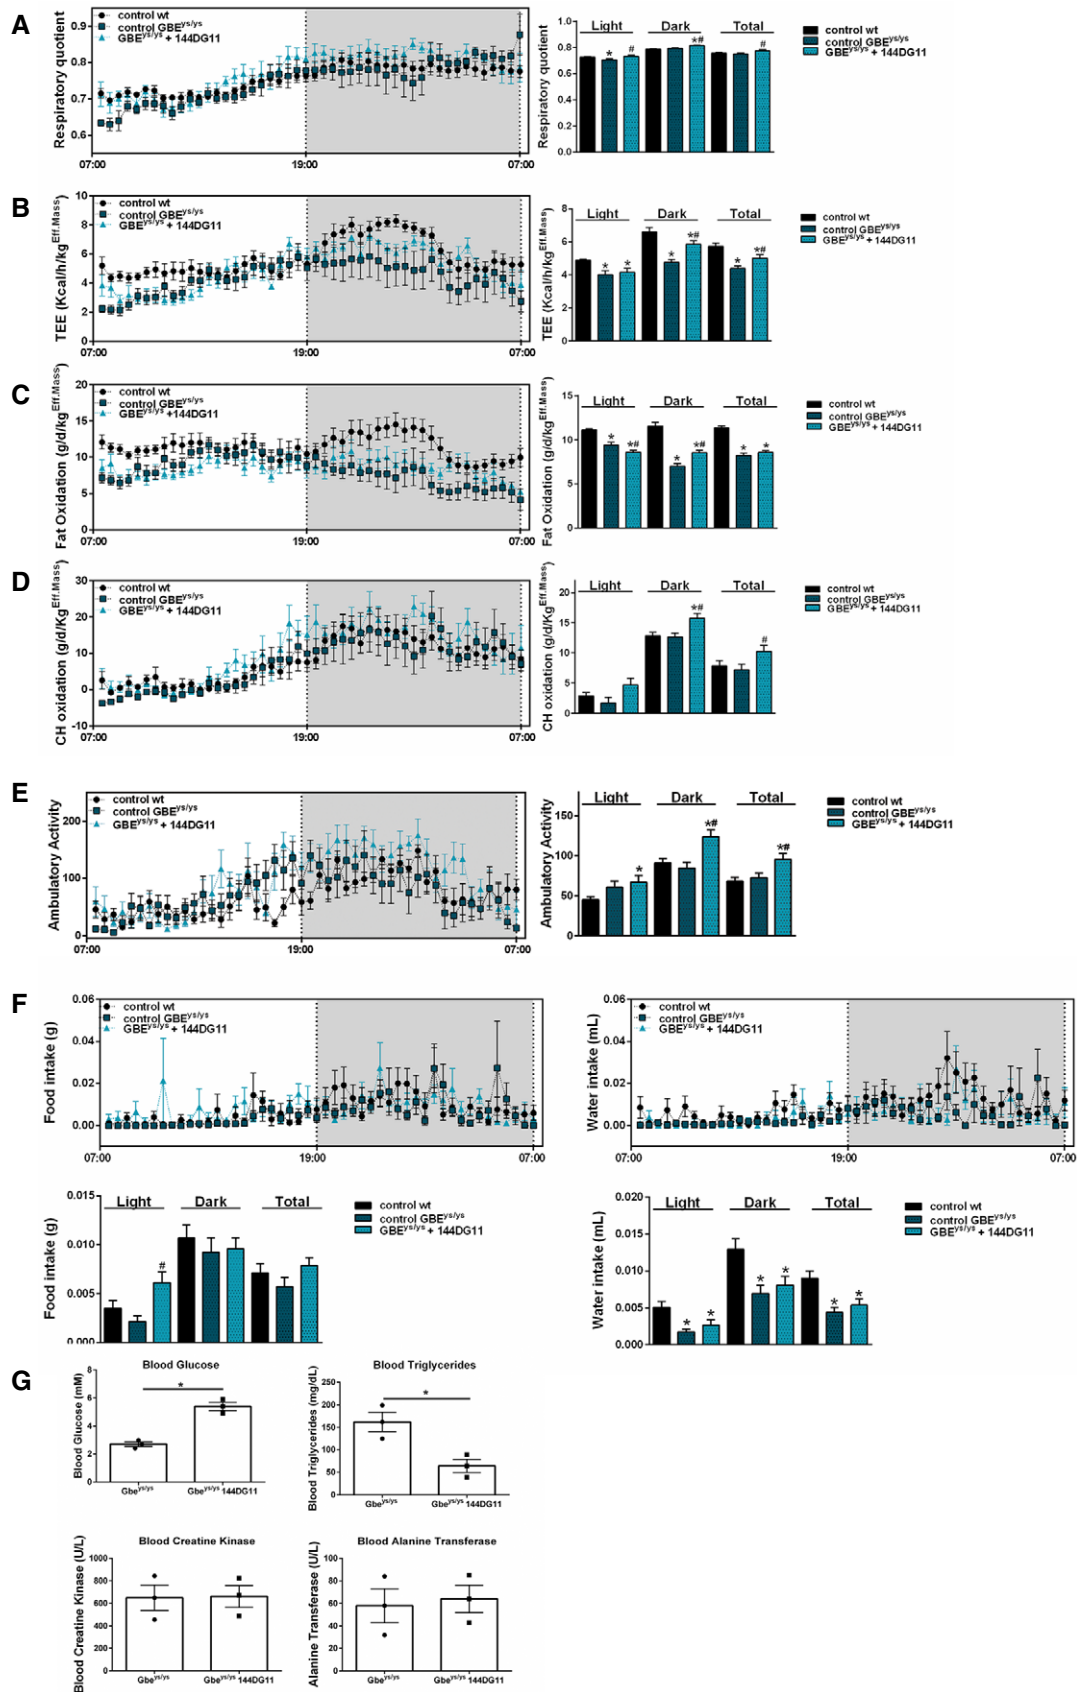 A
Respiratory quotient
0.9
0.8
0.7
0.6
control wt
control GBEys/ys
GBEys/ys + 144DG11
07:00 19:00 07:00
Respiratory quotient
1.0
0.8
0.6
0.4
0.2
0.0
Light Dark Total
* # *# #
control wt
control GBEys/ys
GBEys/ys + 144DG11
B
TEE (Kcal/h/kgEff.Mass)
10
8
6
4
2
0
control wt
control GBEys/ys
GBEys/ys + 144DG11
07:00 19:00 07:00
TEE (Kcal/h/kgEff.Mass)
8
6
4
2
0
Light Dark Total
* * * *# * *#
control wt
control GBEys/ys
GBEys/ys + 144DG11
C
Fat Oxidation (g/d/kgEff.Mass)
20
15
10
5
0
control wt
control GBEys/ys
GBEys/ys +144DG11
07:00 19:00 07:00
Fat Oxidation (g/d/kgEff.Mass)
15
10
5
0
Light Dark Total
* *# * *# * *
control wt
control GBEys/ys
GBEys/ys + 144DG11
D
CH oxidation (g/d/KgEff.Mass)
30
20
10
0
-10
control wt
control GBEys/ys
GBEys/ys + 144DG11
07:00 19:00 07:00
CH oxidation (g/d/KgEff.Mass)
20
15
10
5
0
Light Dark Total
*# #
control wt
control GBEys/ys
GBEys/ys + 144DG11
E
Ambulatory Activity
200
100
0
control wt
control GBEys/ys
GBEys/ys + 144DG11
07:00 19:00 07:00
Ambulatory Activity
150
100
50
0
Light Dark Total
* *# *#
control wt
control GBEys/ys
GBEys/ys + 144DG11
F
Food intake (g)
0.06
0.04
0.02
0.00
control wt
control GBEys/ys
GBEys/ys + 144DG11
07:00 19:00 07:00
Water intake (mL)
0.06
0.04
0.02
0.00
control wt
control GBEys/ys
GBEys/ys + 144DG11
07:00 19:00 07:00
Food intake (g)
0.015
0.010
0.005
0.000
Light Dark Total
#
control wt
control GBEys/ys
GBEys/ys + 144DG11
Water intake (mL)
0.020
0.015
0.010
0.005
0.000
Light Dark Total
* * * * * *
control wt
control GBEys/ys
GBEys/ys + 144DG11
G
Blood Glucose
Blood Glucose (mM)
8
6
4
2
0
*
Gbeys/ys Gbeys/ys 144DG11
Blood Triglycerides
Blood Triglycerides (mg/dL)
250
200
150
100
50
0
*
Gbeys/ys Gbeys/ys 144DG11
Blood Creatine Kinase
Blood Creatine Kinase (U/L)
1000
800
600
400
200
0
Gbeys/ys Gbeys/ys 144DG11
Blood Alanine Transferase
Alanine Transferase (U/L)
100
80
60
40
20
0
Gbeys/ys Gbeys/ys 144DG11